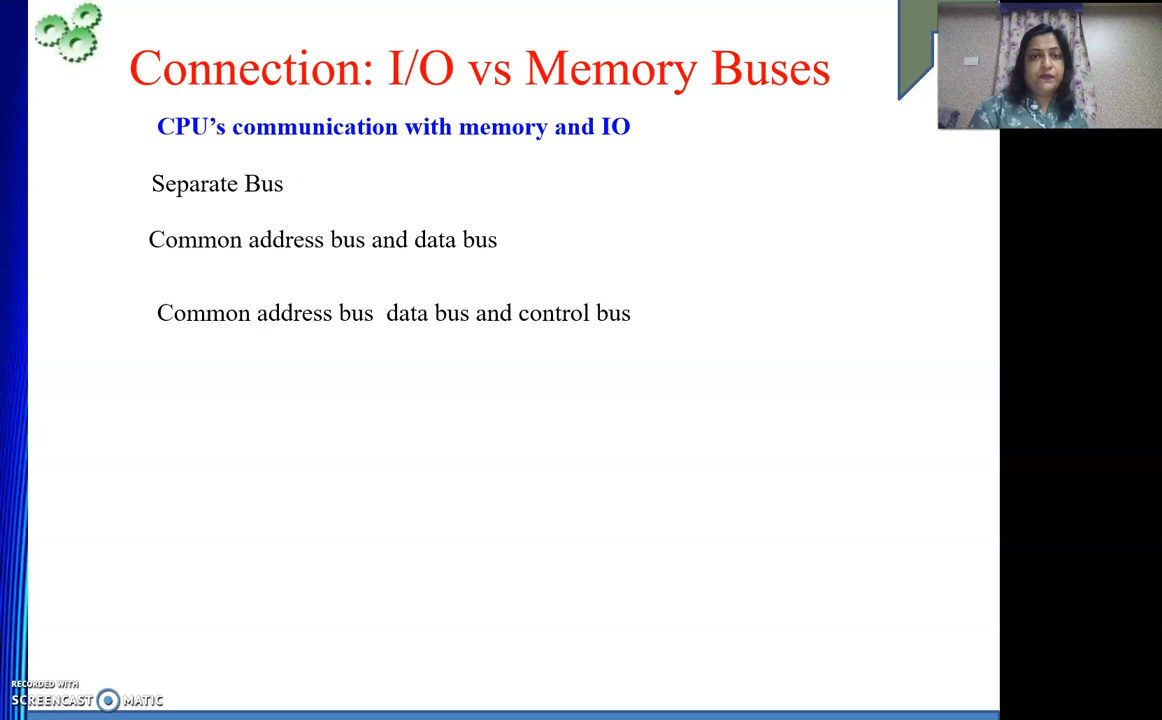 Connection: I/O vs Memory Buses
CPU’s communication with memory and IO
Separate Bus
Common address bus and data bus
Common address bus  data bus and control bus
RECORDED WITH
SCREENCAST MATIC